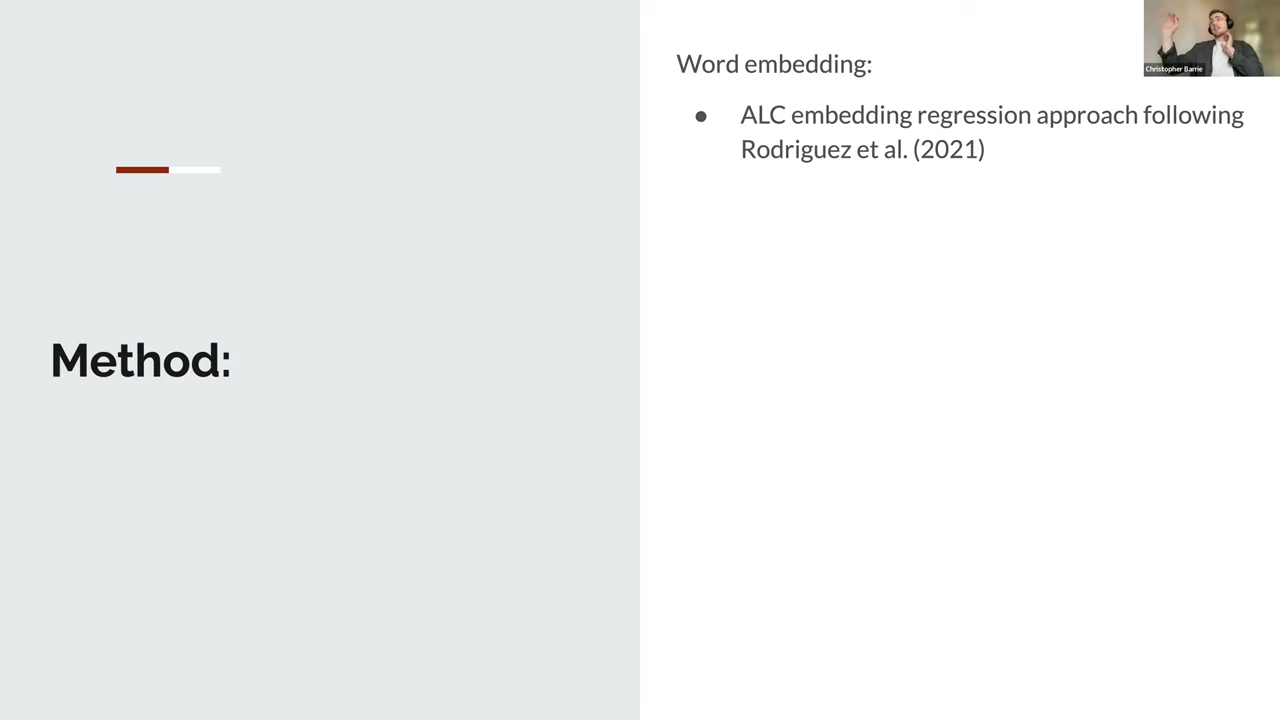 Method:
Word embedding:
● ALC embedding regression approach following
Rodriguez et al. (2021)
Christopher Barrie